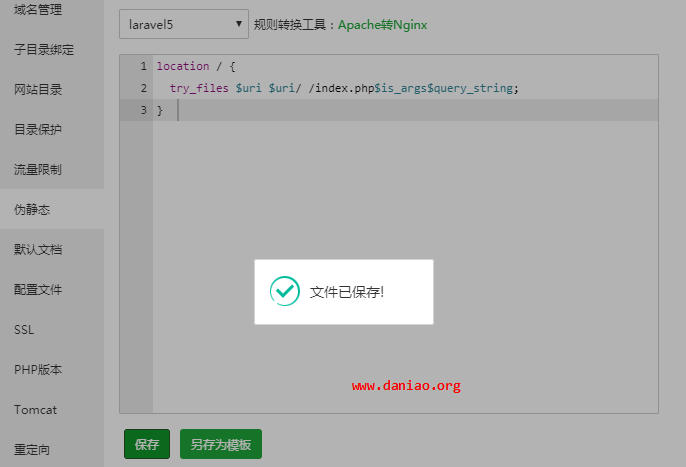 域名管理
子目录绑定
网站目录
目录保护
流量限制
伪静态
默认文档
配置文件
SSL
PHP版本
Tomcat
重定向
laravel5 规则转换工具：Apache转Nginx
1 location / {
2 try_files $uri $uri/ /index.php$is_args$query_string;
3 }
文件已保存!
www.daniao.org
保存 另存为模板